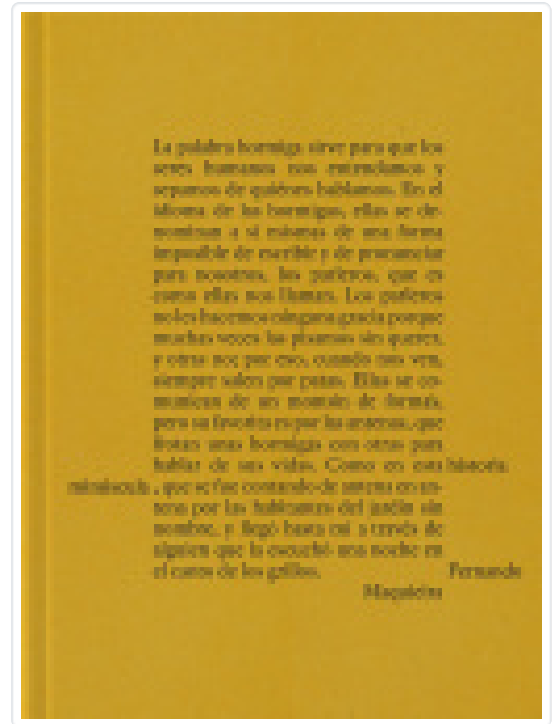 La palabra hormiga sirve para que los
seres humanos nos entendamos y
sepamos de quiénes hablamos. En el
idioma de las hormigas, ellas se de-
nominan a sí mismas de una forma
imposible de escribir y de pronunciar
para nosotros, los pañeros, que es
como ellas nos llaman. Los pañeros
no les hacemos ninguna gracia porque
muchas veces las pisamos sin querer,
y otras no; por eso, cuando nos ven,
siempre salen por patas. Ellas se co-
munican de un montón de formas,
pero su favorita es por las antenas, que
frotan unas hormigas con otras para
hablar de sus vidas. Como en esta historia
minúscula, que se fue contando de antena en an-
tena por los habitantes del jardín sin
nombre, y llegó hasta mí a través de
alguien que la escuchó una noche en
el canto de los grillos. Fernando
Maquieira